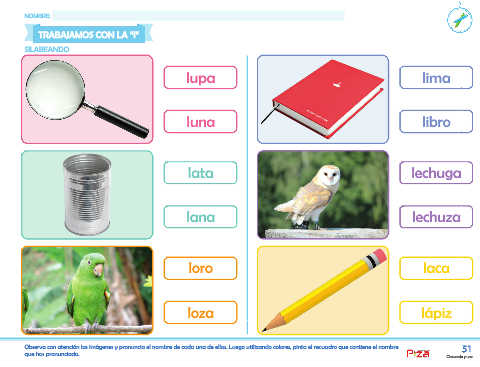 NOMBRE:
TRABAJAMOS CON LA "l"
SILABEANDO
lupa
luna
lima
libro
lata
lana
lechuga
lechuza
loro
loza
laca
lápiz
Observa con atención las imágenes y pronuncia el nombre de cada una de ellas. Luego utilizando colores, pinta el recuadro que contiene el nombre
que has pronunciado.
51